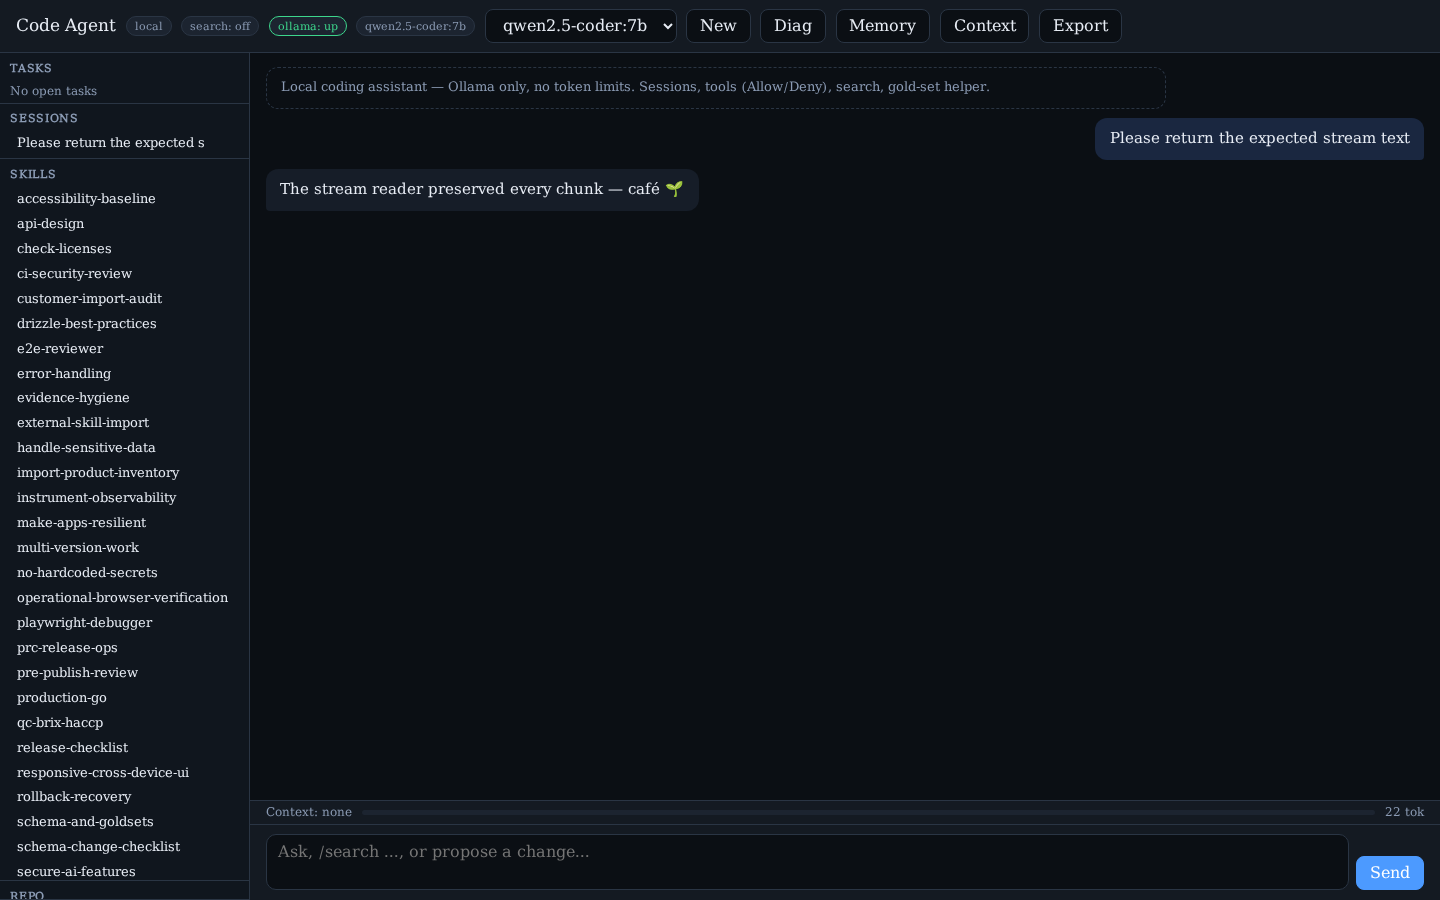 Code Agent local search: off ollama: up qwen2.5-coder:7b qwen2.5-coder:7b New Diag Memory Context Export
TASKS
No open tasks
SESSIONS
Please return the expected s
SKILLS
accessibility-baseline
api-design
check-licenses
ci-security-review
customer-import-audit
drizzle-best-practices
e2e-reviewer
error-handling
evidence-hygiene
external-skill-import
handle-sensitive-data
import-product-inventory
instrument-observability
make-apps-resilient
multi-version-work
no-hardcoded-secrets
operational-browser-verification
playwright-debugger
prc-release-ops
pre-publish-review
production-go
qc-brix-haccp
release-checklist
responsive-cross-device-ui
rollback-recovery
schema-and-goldsets
schema-change-checklist
secure-ai-features
REPO
Local coding assistant — Ollama only, no token limits. Sessions, tools (Allow/Deny), search, gold-set helper.
Please return the expected stream text
The stream reader preserved every chunk — café 🌱
Context: none 22 tok
Ask, /search ..., or propose a change...
Send